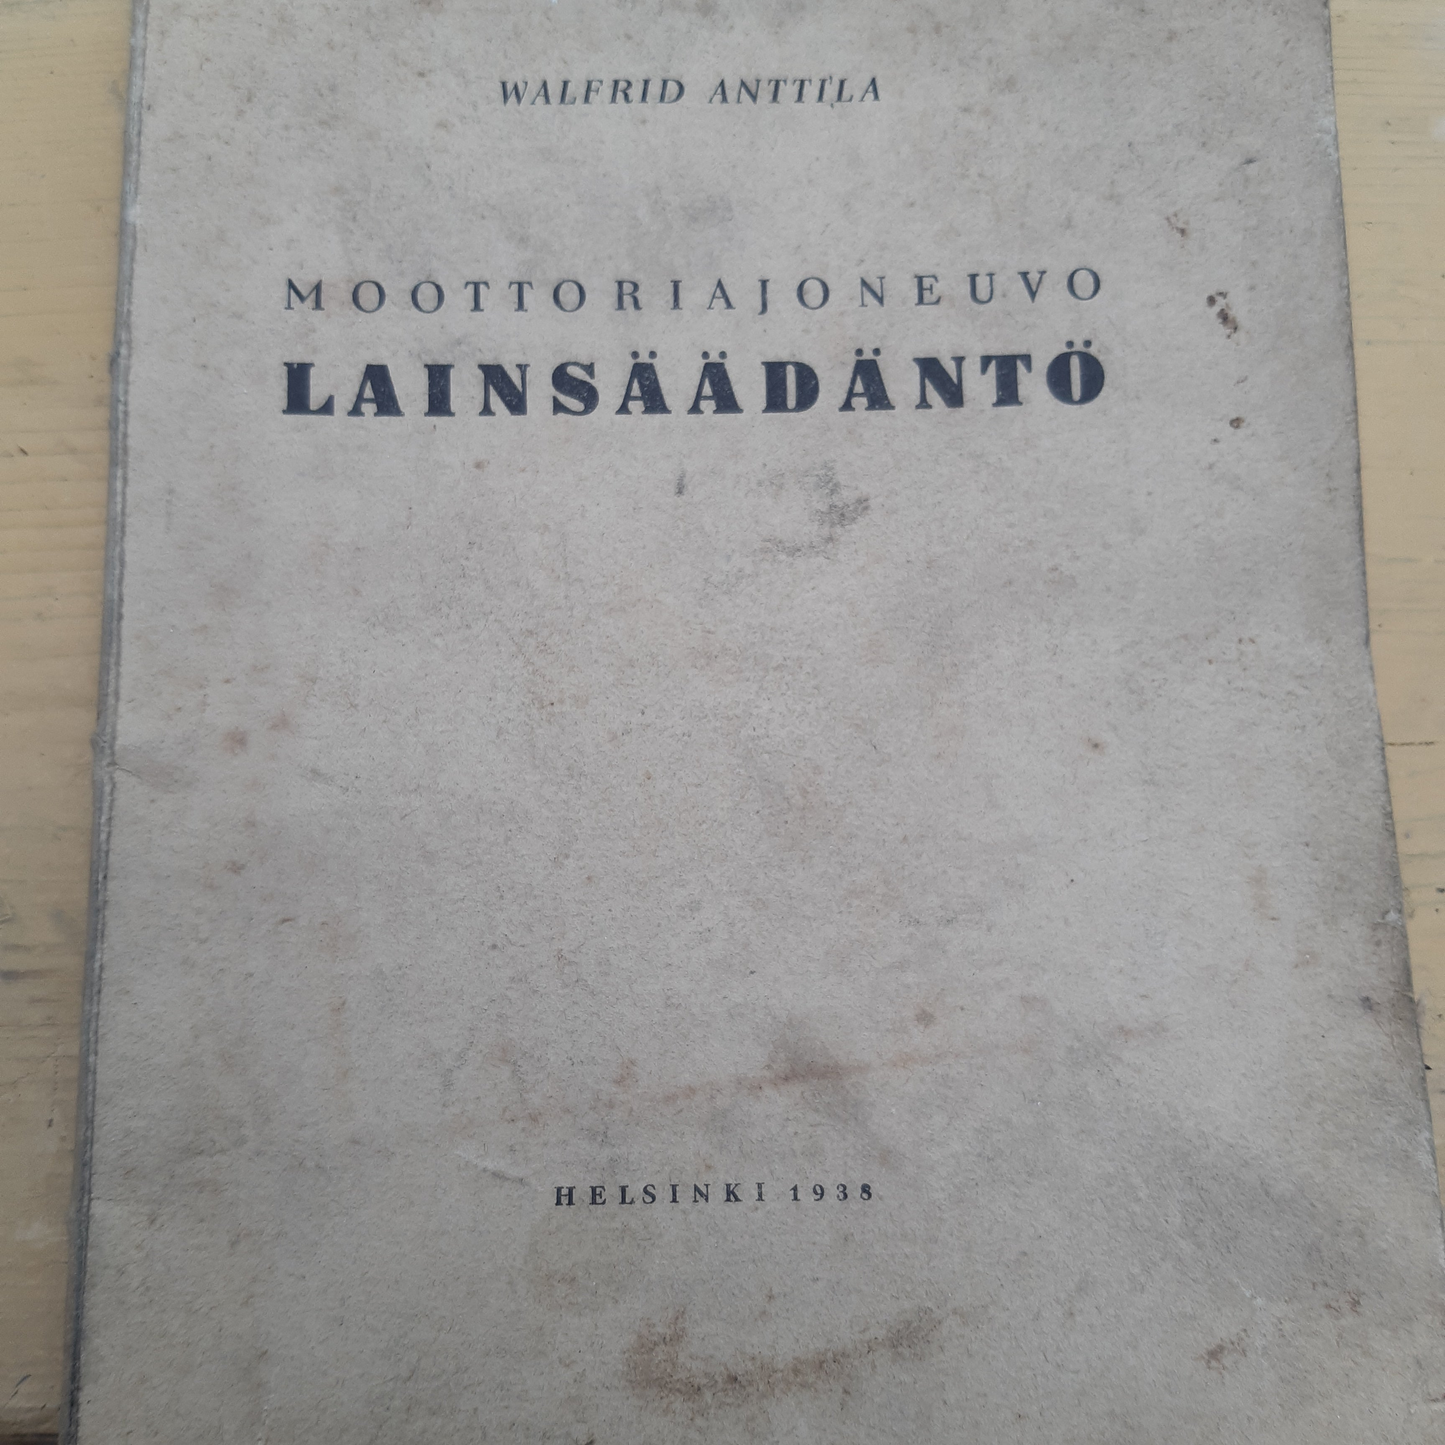 WALFRID ANTTILA
MOOTTORIAJONEUVO
LAINSÄÄDÄNTÖ
HELSINKI 1938